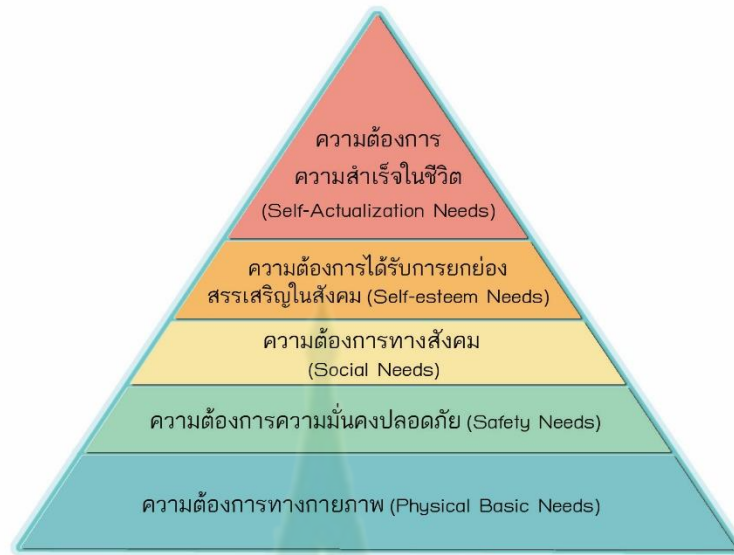 ความต้องการ
ความสำเร็จในชีวิต
(Self-Actualization Needs)
ความต้องการได้รับการยกย่อง
สรรเสริญในสังคม (Self-esteem Needs)
ความต้องการทางสังคม
(Social Needs)
ความต้องการความมั่นคงปลอดภัย (Safety Needs)
ความต้องการทางกายภาพ (Physical Basic Needs)